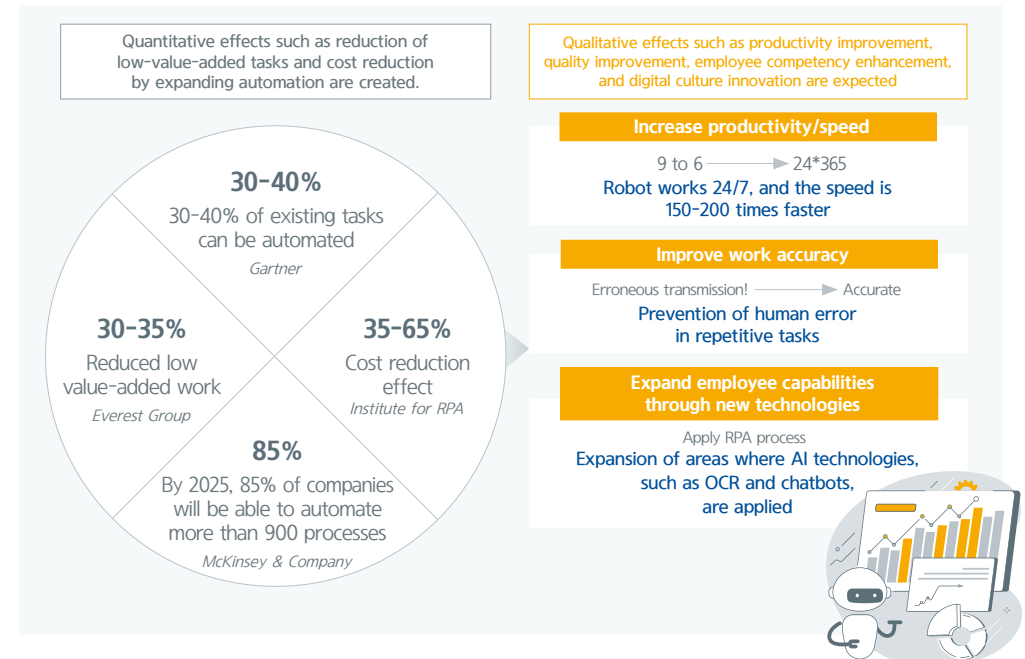 Quantitative effects such as reduction of
low-value-added tasks and cost reduction
by expanding automation are created.
30-40%
30-40% of existing tasks
can be automated
Gartner
30-35%
Reduced low
value-added work
Everest Group
35-65%
Cost reduction
effect
Institute for RPA
85%
By 2025, 85% of companies
will be able to automate
more than 900 processes
McKinsey & Company
Qualitative effects such as productivity improvement,
quality improvement, employee competency enhancement,
and digital culture innovation are expected
Increase productivity/speed
9 to 6 24*365
Robot works 24/7, and the speed is
150-200 times faster
Improve work accuracy
Erroneous transmission! Accurate
Prevention of human error
in repetitive tasks
Expand employee capabilities
through new technologies
Apply RPA process
Expansion of areas where AI technologies,
such as OCR and chatbots,
are applied